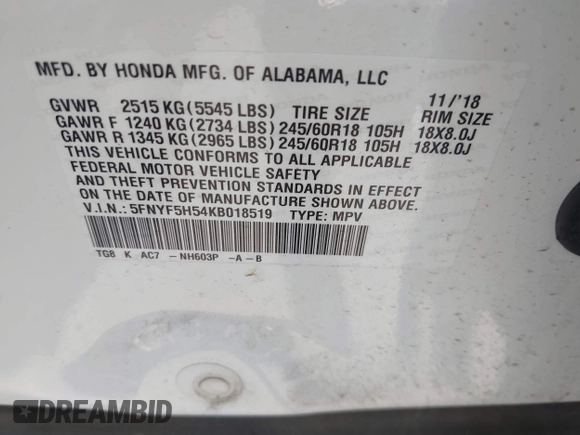 MFD. BY HONDA MFG. OF ALABAMA, LLC
11/'18
GVWR 2515 KG (5545 LBS) TIRE SIZE RIM SIZE
GAWR F 1240 KG (2734 LBS) 245/60R18 105H 18X8.0J
GAWR R 1345 KG (2965 LBS) 245/60R18 105H 18X8.0J
THIS VEHICLE CONFORMS TO ALL APPLICABLE
FEDERAL MOTOR VEHICLE SAFETY
AND THEFT PREVENTION STANDARDS IN EFFECT
ON THE DATE OF MANUFACTURE SHOWN ABOVE.
V.I.N.: 5FNYF5H54KB018519 TYPE: MPV
TG8 K AC7 - NH603P -A-B
DREAMBID